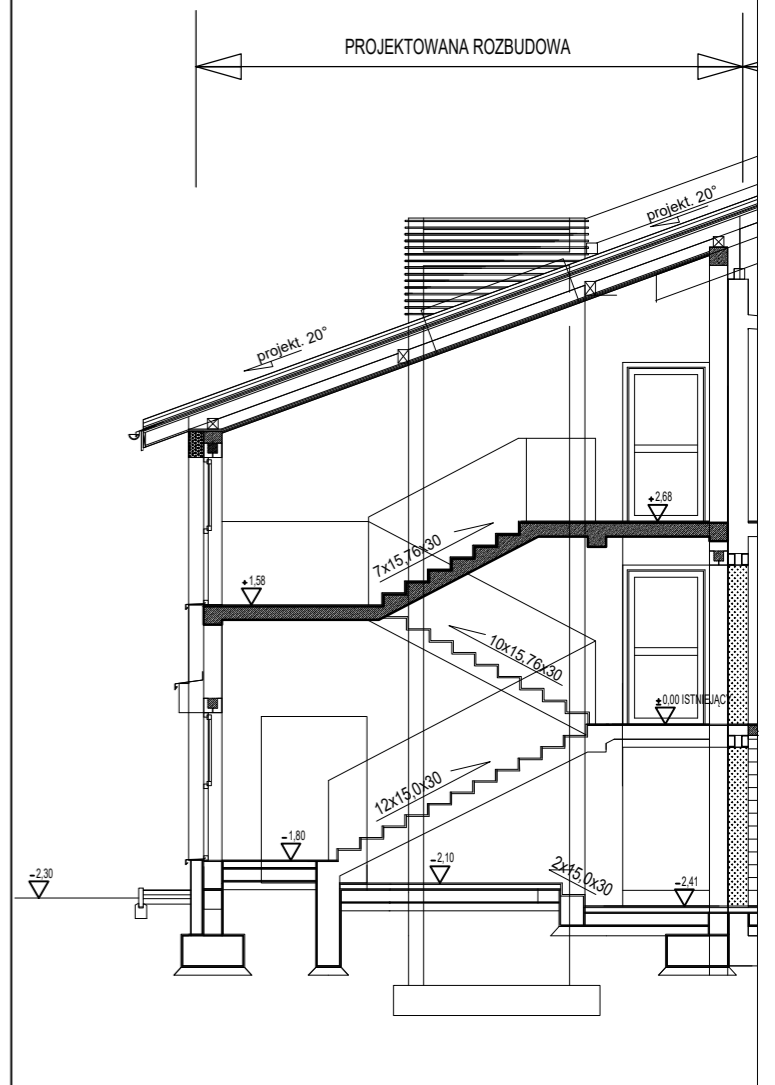 PROJEKTOWANA ROZBUDOWA
projekt. 20°
projekt. 20°
+2,68
7x15,76x30
+1,58
10x15,76x30
±0,00 ISTNIEJĄCY
12x15,0x30
-1,80
-2,30
-2,10
2x15,0x30
-2,41